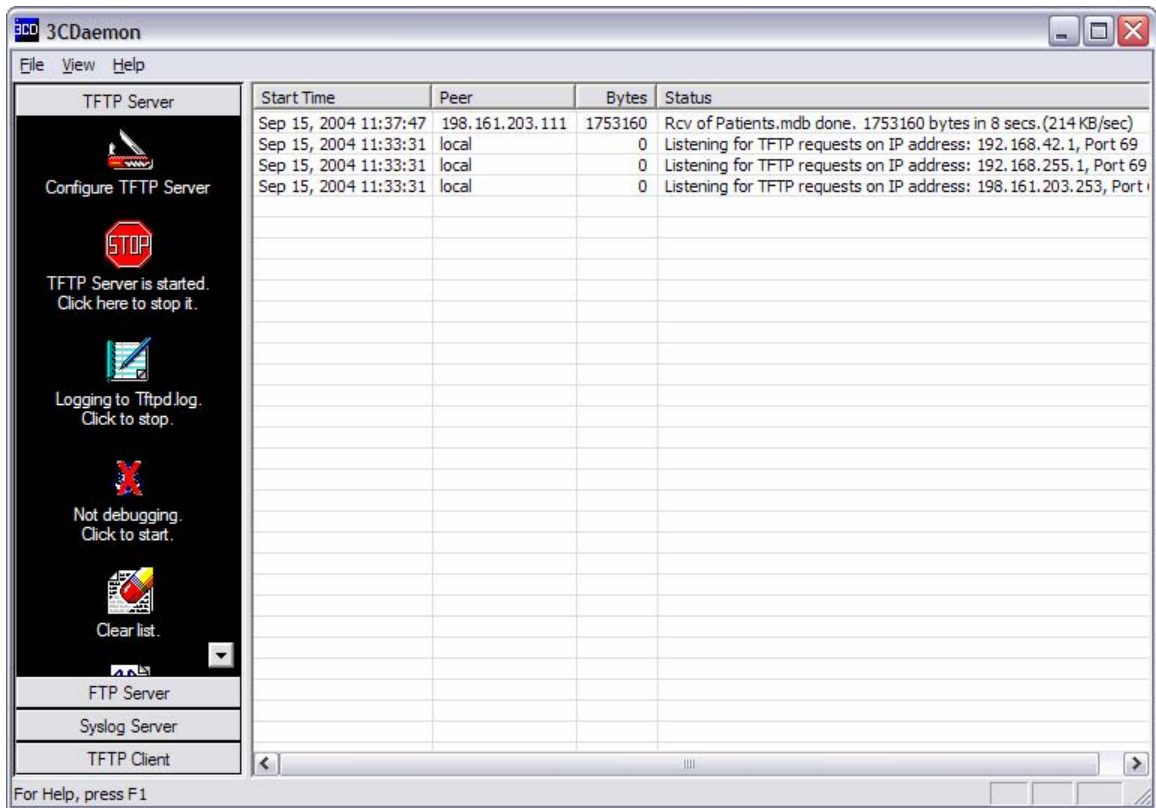 3CD 3CDaemon
File View Help
TFTP Server
Configure TFTP Server
STOP
TFTP Server is started.
Click here to stop it.
Logging to Tftpd.log.
Click to stop.
Not debugging.
Click to start.
Clear list.
FTP Server
Syslog Server
TFTP Client
Start Time Peer Bytes Status
Sep 15, 2004 11:37:47 198.161.203.111 1753160 Rcv of Patients.mdb done. 1753160 bytes in 8 secs.(214 KB/sec)
Sep 15, 2004 11:33:31 local 0 Listening for TFTP requests on IP address: 192.168.42.1, Port 69
Sep 15, 2004 11:33:31 local 0 Listening for TFTP requests on IP address: 192.168.255.1, Port 69
Sep 15, 2004 11:33:31 local 0 Listening for TFTP requests on IP address: 198.161.203.253, Port
For Help, press F1